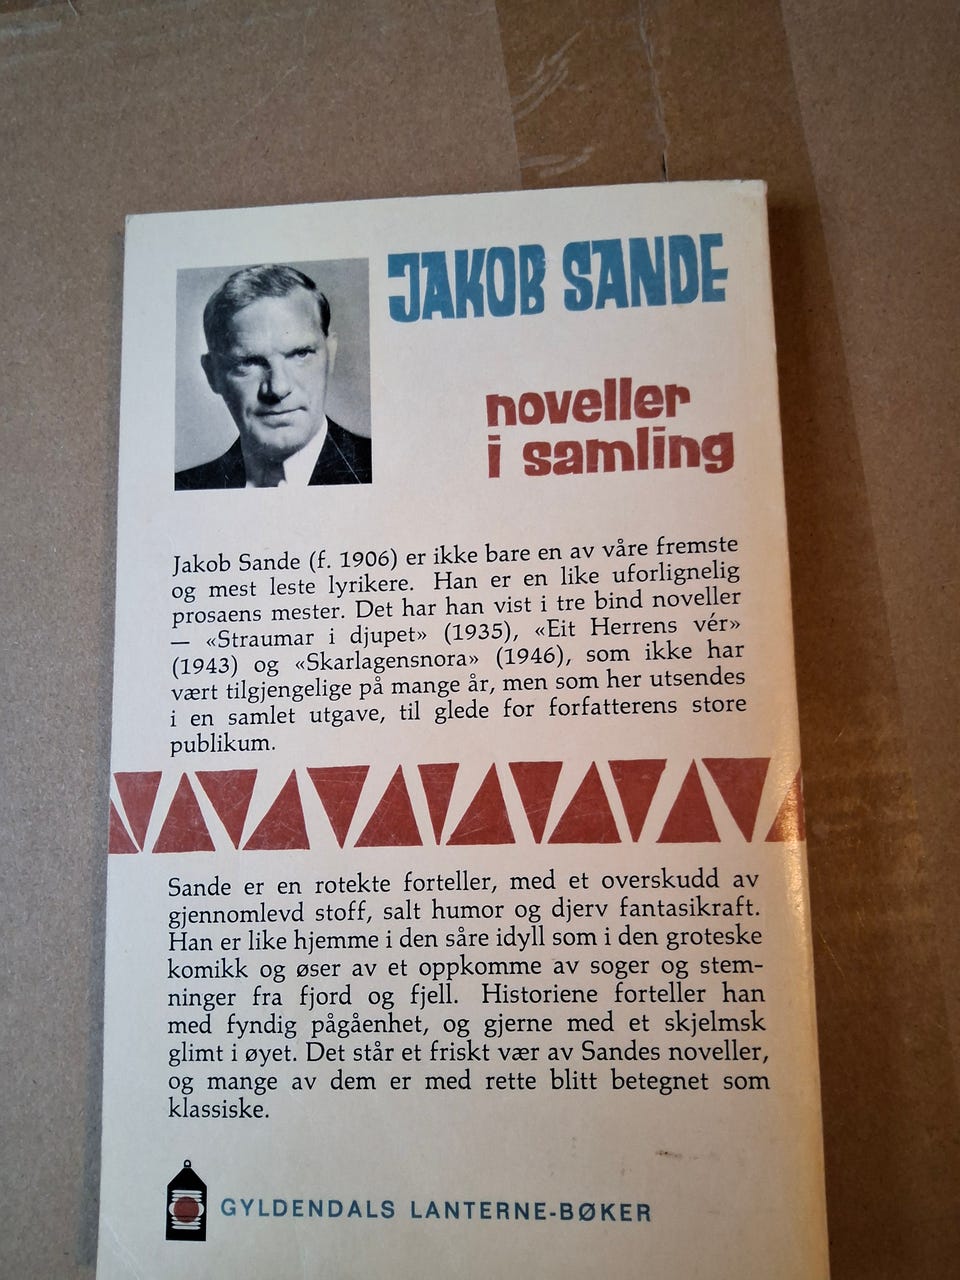 JAKOB SANDE
noveller
i samling
Jakob Sande (f. 1906) er ikke bare en av våre fremste
og mest leste lyrikere. Han er en like uforlignelig
prosaens mester. Det har han vist i tre bind noveller
— «Straumar i djupet» (1935), «Eit Herrens vér»
(1943) og «Skarlagensnora» (1946), som ikke har
vært tilgjengelige på mange år, men som her utsendes
i en samlet utgave, til glede for forfatterens store
publikum.
Sande er en rotekte forteller, med et overskudd av
gjennomlevd stoff, salt humor og djerv fantasikraft.
Han er like hjemme i den såre idyll som i den groteske
komikk og øser av et oppkomme av soger og stem-
ninger fra fjord og fjell. Historiene forteller han
med fyndig pågåenhet, og gjerne med et skjelmsk
glimt i øyet. Det står et friskt vær av Sandes noveller,
og mange av dem er med rette blitt betegnet som
klassiske.
GYLDENDALS LANTERNE-BØKER